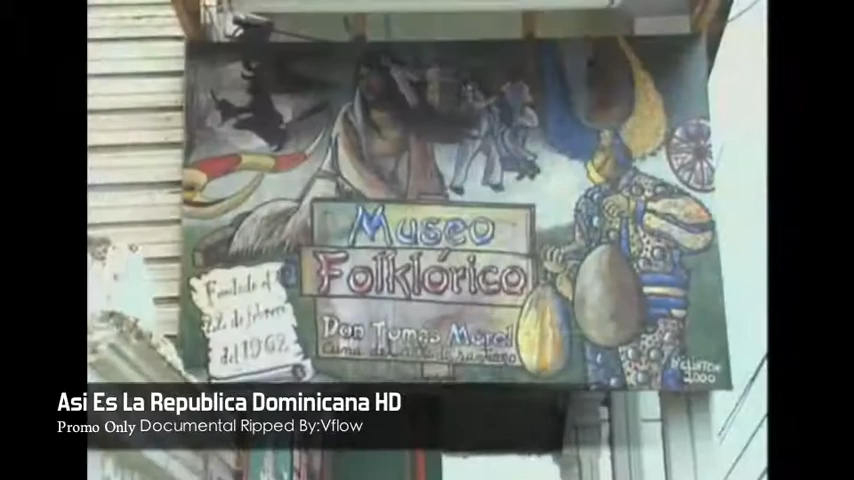 Museo
Folklórico
Don Tomas Morel
Fundado el
22 de febrero
del 1962
2000
Asi Es La Republica Dominicana HD
Promo Only Documental Ripped By:Vflow